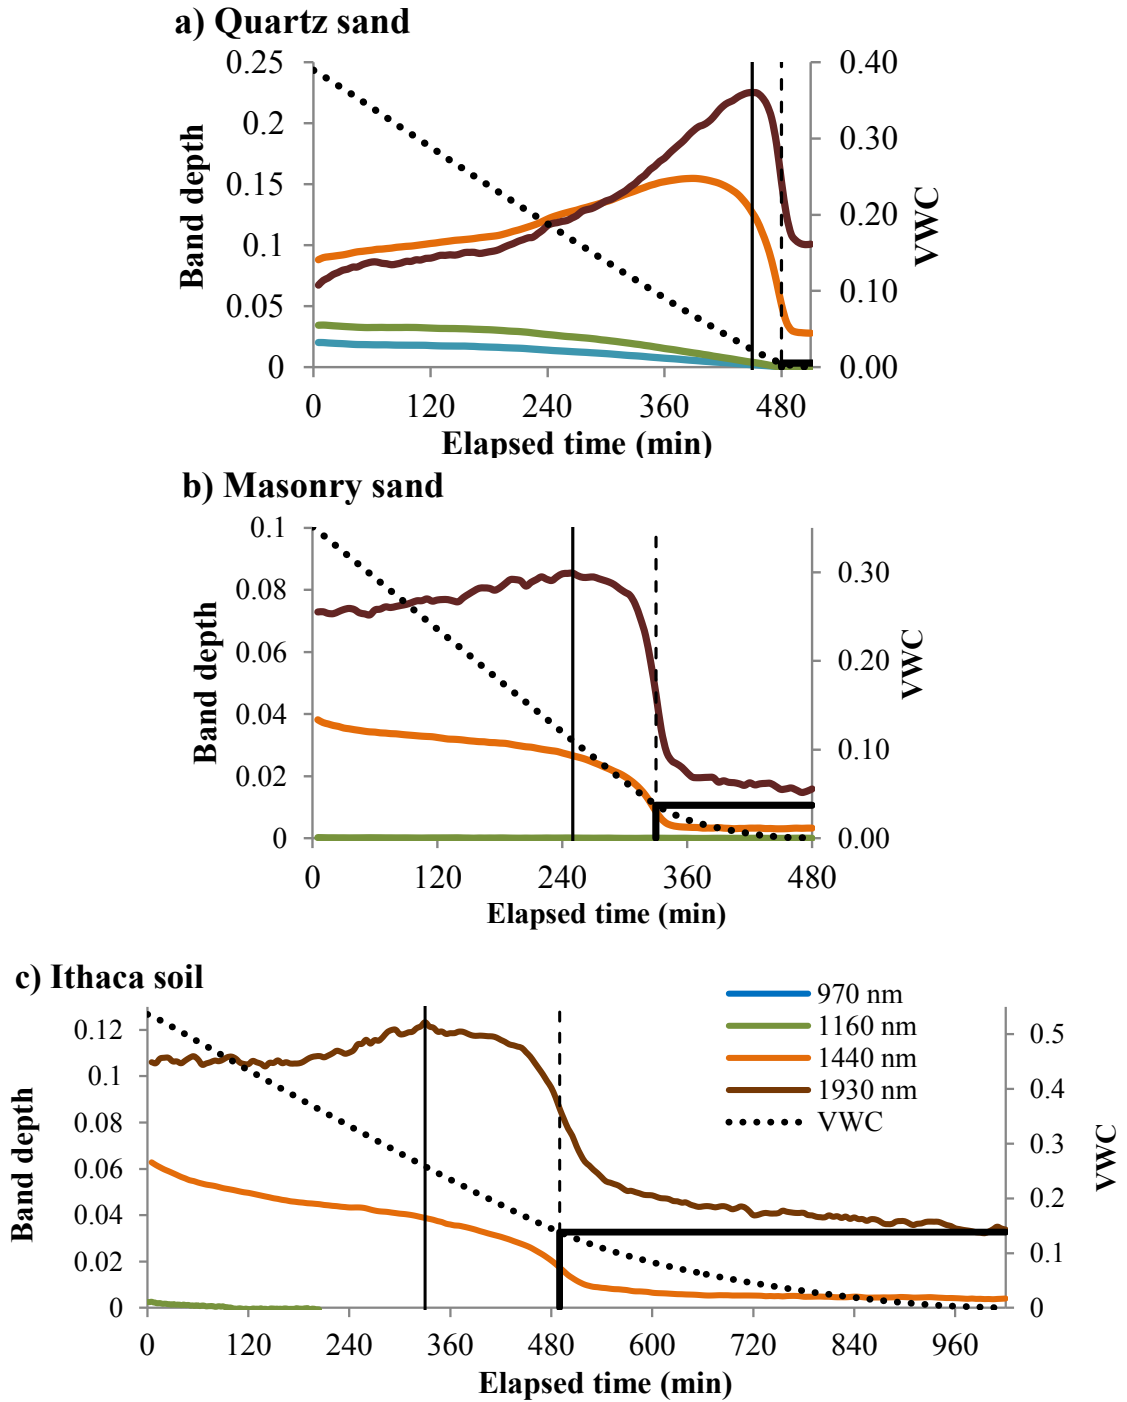 a) Quartz sand
0.25
0.2
0.15
0.1
0.05
0
Band depth
0.40
0.30
0.20
0.10
0.00
VWC
0 120 240 360 480
Elapsed time (min)
b) Masonry sand
0.1
0.08
0.06
0.04
0.02
0
Band depth
0.30
0.20
0.10
0.00
VWC
0 120 240 360 480
Elapsed time (min)
c) Ithaca soil
0.12
0.1
0.08
0.06
0.04
0.02
0
Band depth
970 nm
1160 nm
1440 nm
1930 nm
VWC
0.5
0.4
0.3
0.2
0.1
0
VWC
0 120 240 360 480 600 720 840 960
Elapsed time (min)